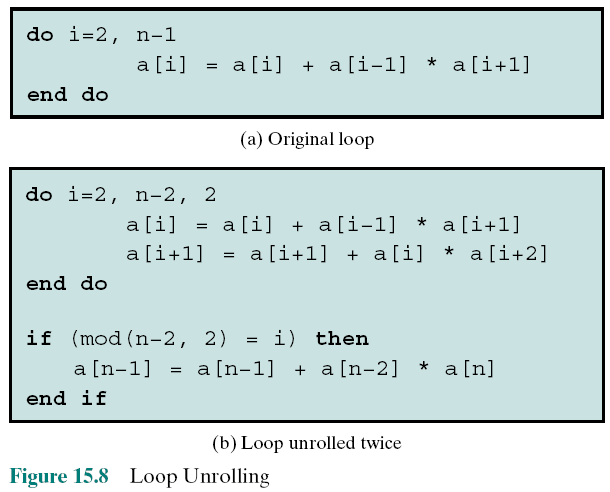 do i=2, n-1
a[i] = a[i] + a[i-1] * a[i+1]
end do
(a) Original loop
do i=2, n-2, 2
a[i] = a[i] + a[i-1] * a[i+1]
a[i+1] = a[i+1] + a[i] * a[i+2]
end do
if (mod(n-2, 2) = i) then
a[n-1] = a[n-1] + a[n-2] * a[n]
end if
(b) Loop unrolled twice
Figure 15.8 Loop Unrolling